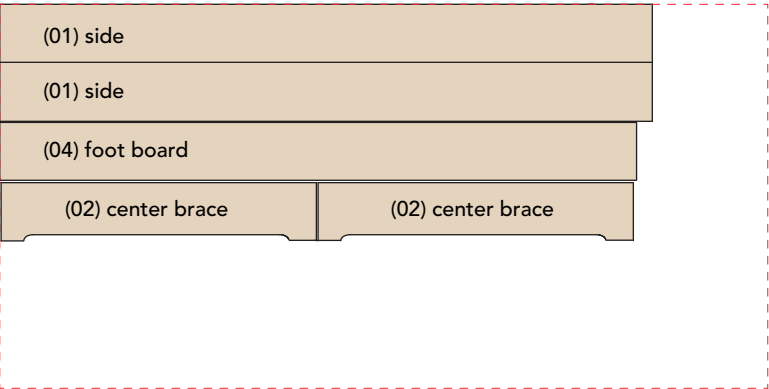 (01) side
(01) side
(04) foot board
(02) center brace
(02) center brace